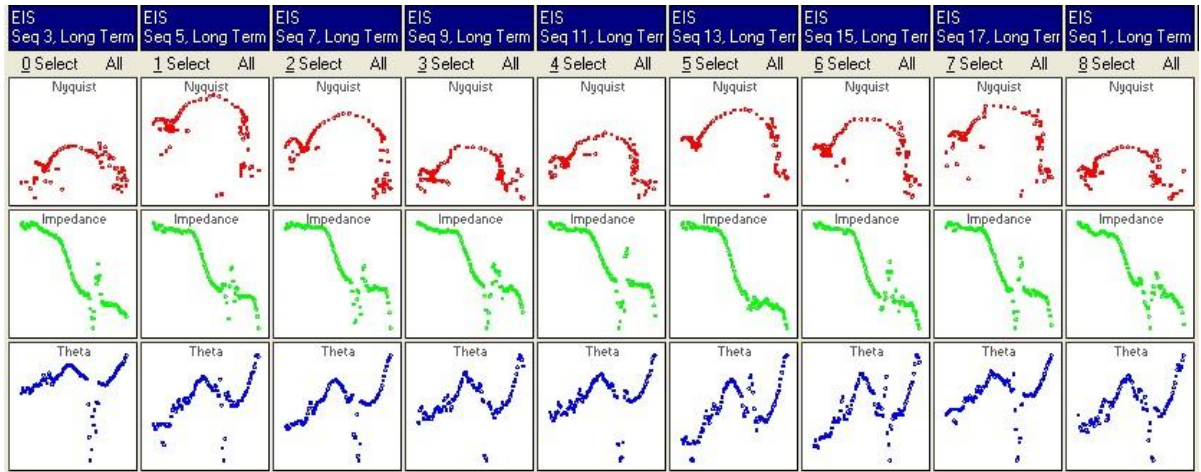 EIS EIS EIS EIS EIS EIS EIS EIS EIS
Seq 3, Long Term Seq 5, Long Term Seq 7, Long Term Seq 9, Long Term Seq 11, Long Terr Seq 13, Long Terr Seq 15, Long Terr Seq 17, Long Terr Seq 1, Long Term
0 Select All 1 Select All 2 Select All 3 Select All 4 Select All 5 Select All 6 Select All 7 Select All 8 Select All
Nyquist Nyquist Nyquist Nyquist Nyquist Nyquist Nyquist Nyquist Nyquist
Impedance Impedance Impedance Impedance Impedance Impedance Impedance Impedance Impedance
Theta Theta Theta Theta Theta Theta Theta Theta Theta